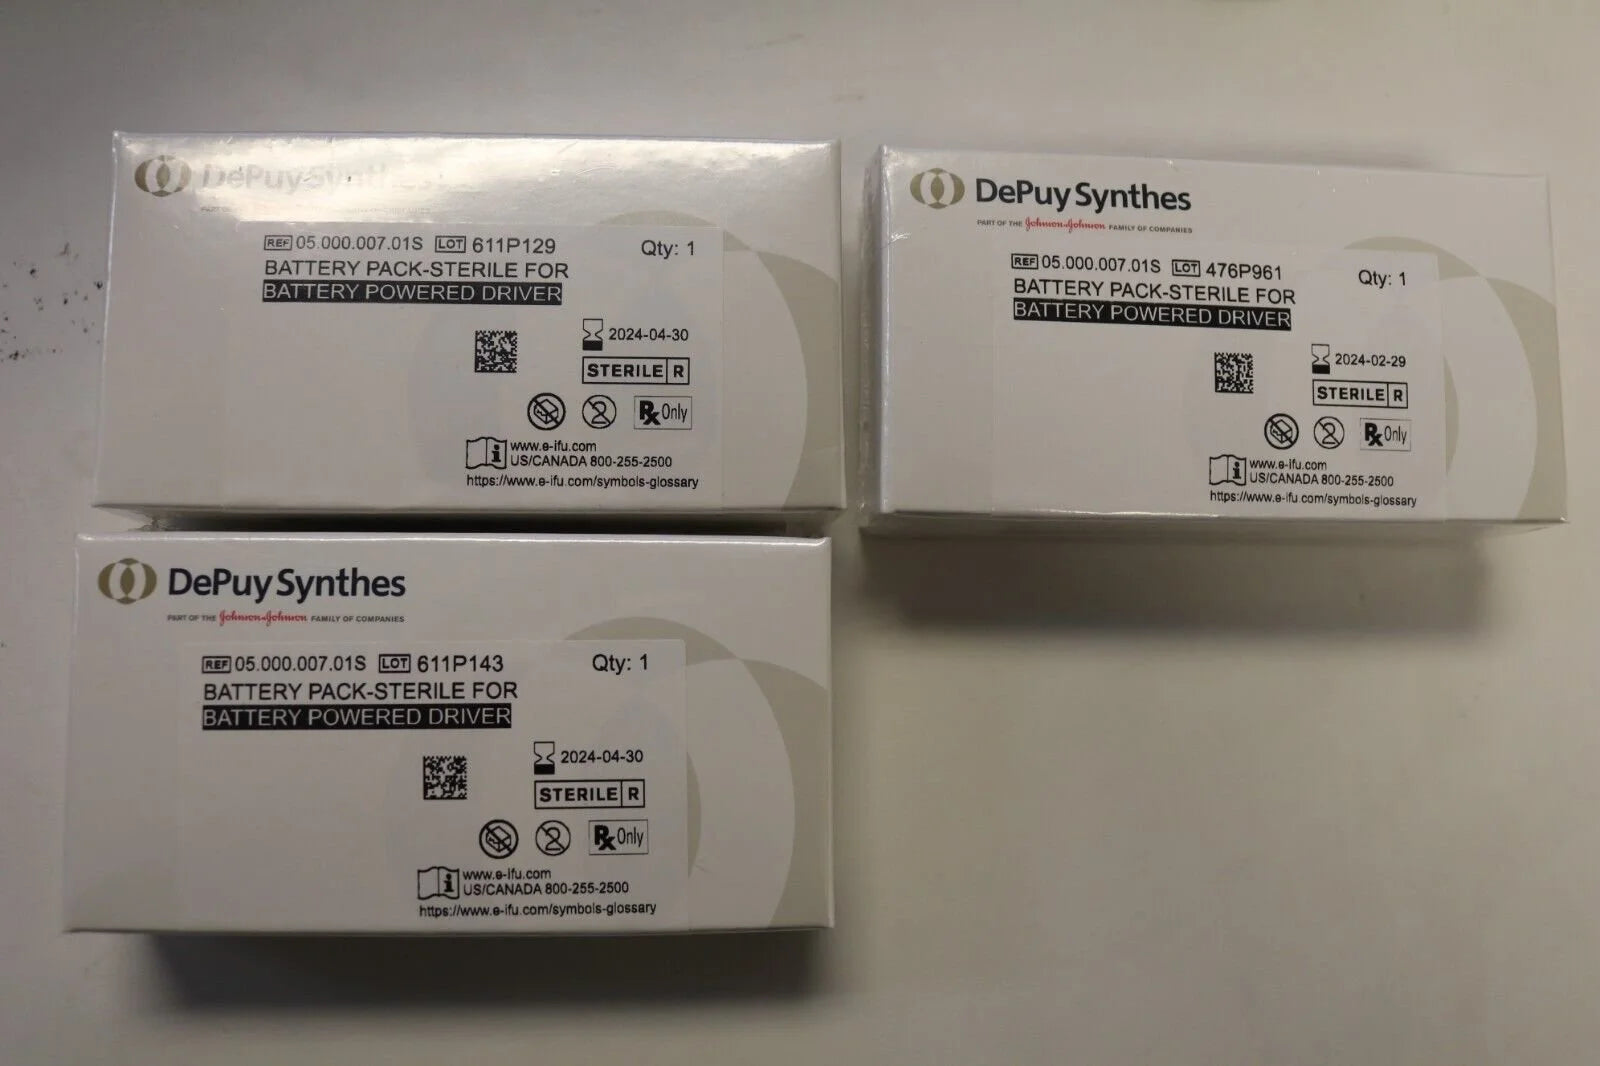 DePuy Synthes
REF 05.000.007.01S LOT 611P129 Qty: 1
BATTERY PACK-STERILE FOR
BATTERY POWERED DRIVER
2024-04-30
STERILE R
2
Rx Only
www.e-ifu.com
US/CANADA 800-255-2500
https://www.e-ifu.com/symbols-glossary
DePuy Synthes
PART OF THE Johnson&Johnson FAMILY OF COMPANIES
REF 05.000.007.01S LOT 476P961 Qty: 1
BATTERY PACK-STERILE FOR
BATTERY POWERED DRIVER
2024-02-29
STERILE R
2
Rx Only
www.e-ifu.com
US/CANADA 800-255-2500
https://www.e-ifu.com/symbols-glossary
DePuy Synthes
PART OF THE Johnson&Johnson FAMILY OF COMPANIES
REF 05.000.007.01S LOT 611P143 Qty: 1
BATTERY PACK-STERILE FOR
BATTERY POWERED DRIVER
2024-04-30
STERILE R
2
Rx Only
www.e-ifu.com
US/CANADA 800-255-2500
https://www.e-ifu.com/symbols-glossary